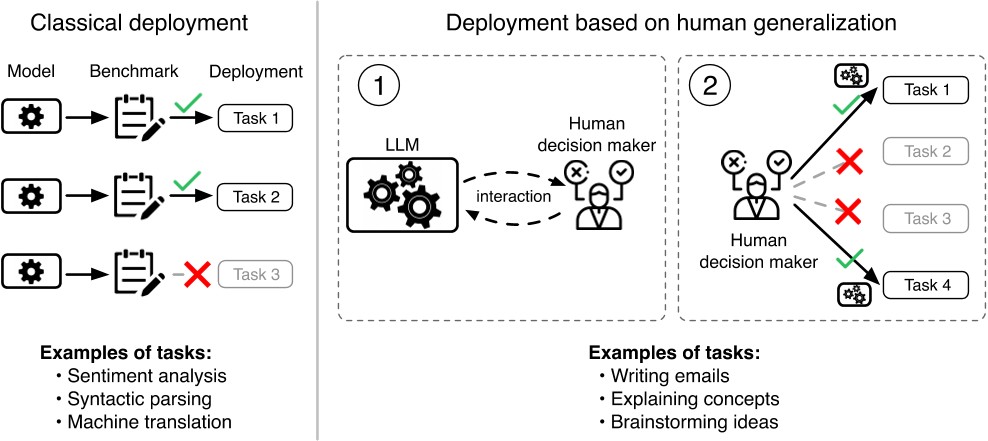 Classical deployment
Model
Benchmark
Deployment
Task 1
Task 2
Task 3
Examples of tasks:
• Sentiment analysis
• Syntactic parsing
• Machine translation
Deployment based on human generalization
1
LLM
interaction
Human
decision maker
2
Human
decision maker
Task 1
Task 2
Task 3
Task 4
Examples of tasks:
• Writing emails
• Explaining concepts
• Brainstorming ideas